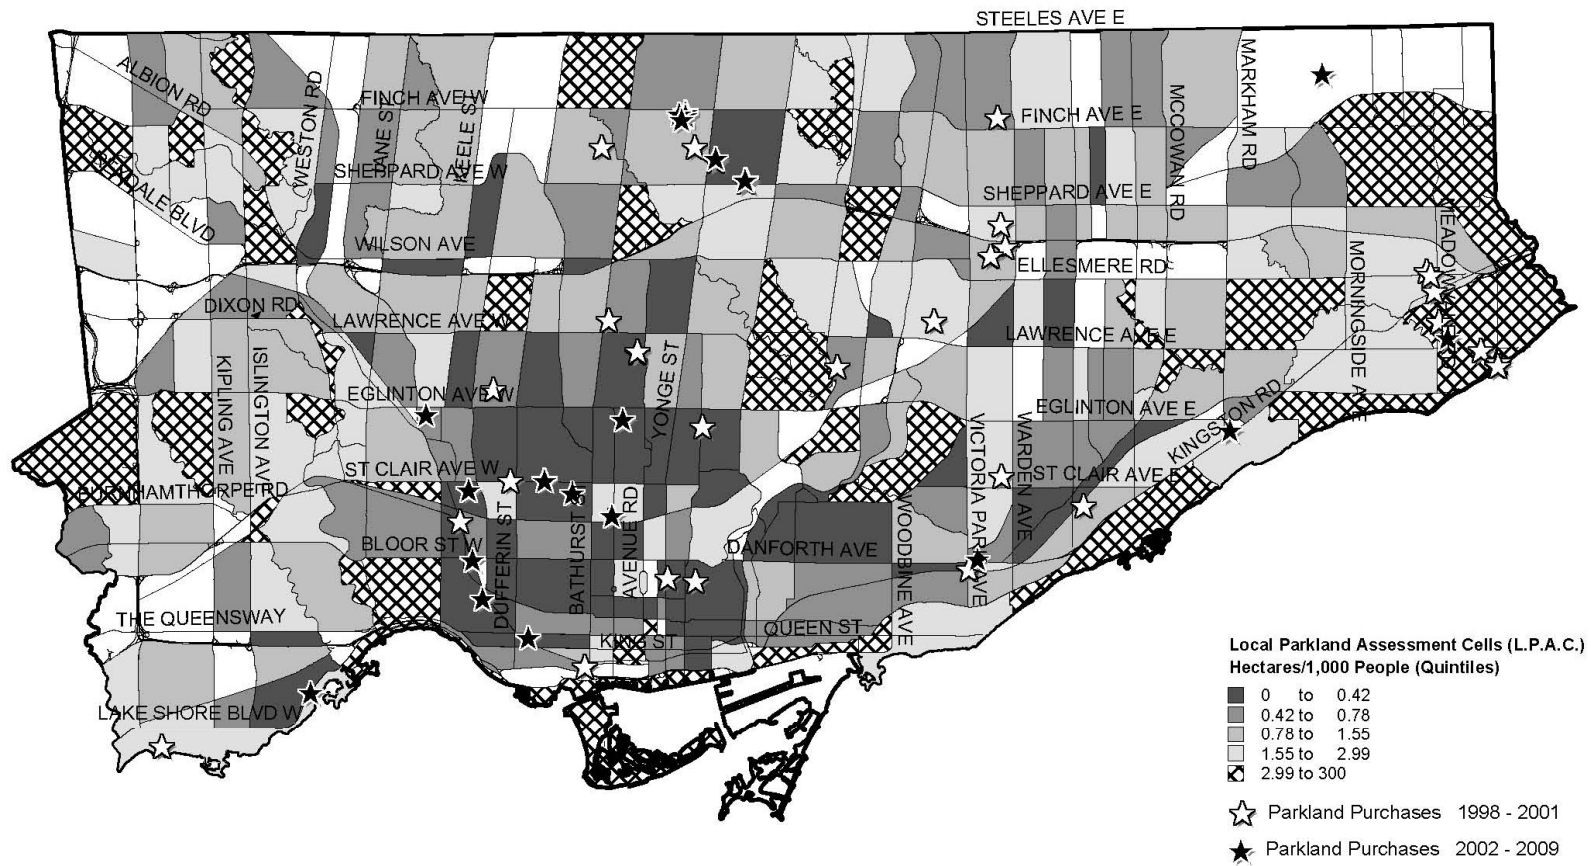 STEELES AVE E
ALBION RD
WESTON RD
FINCH AVE W
JANE ST
KEELE ST
FINCH AVE E
MCCOWAN RD
MARKHAM RD
REXDALE BLVD
SHEPPARD AVE W
SHEPPARD AVE E
WILSON AVE
ELLESMERE RD
MORNINGSIDE AVE
DIXON RD
LAWRENCE AVE W
LAWRENCE AVE E
KIPLING AVE
ISLINGTON AVE
EGLINTON AVE W
YONGE ST
EGLINTON AVE E
KINGSTON RD
VICTORIA PARK AVE
WARDEN AVE
ST CLAIR AVE W
ST CLAIR AVE E
BURNHAMTHORPE RD
DUFFERIN ST
BATHURST
AVENUE RD
WOODBINE AVE
BLOOR ST W
DANFORTH AVE
THE QUEENSWAY
KING ST
QUEEN ST
LAKE SHORE BLVD W
Local Parkland Assessment Cells (L.P.A.C.)
Hectares/1,000 People (Quintiles)
0 to 0.42
0.42 to 0.78
0.78 to 1.55
1.55 to 2.99
2.99 to 300
Parkland Purchases 1998 - 2001
Parkland Purchases 2002 - 2009